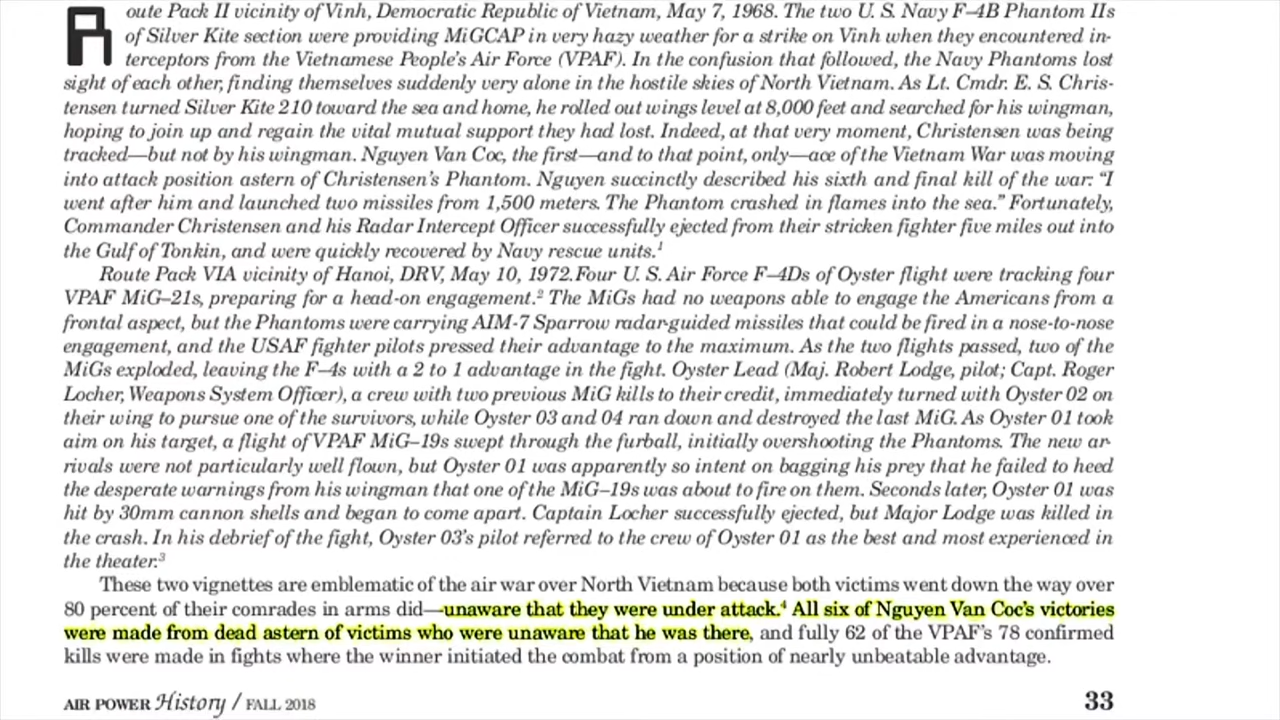 Route Pack II vicinity of Vinh, Democratic Republic of Vietnam, May 7, 1968. The two U. S. Navy F–4B Phantom IIs
of Silver Kite section were providing MiGCAP in very hazy weather for a strike on Vinh when they encountered in-
terceptors from the Vietnamese People's Air Force (VPAF). In the confusion that followed, the Navy Phantoms lost
sight of each other, finding themselves suddenly very alone in the hostile skies of North Vietnam. As Lt. Cmdr. E. S. Chris-
tensen turned Silver Kite 210 toward the sea and home, he rolled out wings level at 8,000 feet and searched for his wingman,
hoping to join up and regain the vital mutual support they had lost. Indeed, at that very moment, Christensen was being
tracked—but not by his wingman. Nguyen Van Coc, the first—and to that point, only—ace of the Vietnam War was moving
into attack position astern of Christensen's Phantom. Nguyen succinctly described his sixth and final kill of the war: “I
went after him and launched two missiles from 1,500 meters. The Phantom crashed in flames into the sea.” Fortunately,
Commander Christensen and his Radar Intercept Officer successfully ejected from their stricken fighter five miles out into
the Gulf of Tonkin, and were quickly recovered by Navy rescue units.¹
Route Pack VIA vicinity of Hanoi, DRV, May 10, 1972.Four U. S. Air Force F–4Ds of Oyster flight were tracking four
VPAF MiG–21s, preparing for a head-on engagement.² The MiGs had no weapons able to engage the Americans from a
frontal aspect, but the Phantoms were carrying AIM-7 Sparrow radar-guided missiles that could be fired in a nose-to-nose
engagement, and the USAF fighter pilots pressed their advantage to the maximum. As the two flights passed, two of the
MiGs exploded, leaving the F–4s with a 2 to 1 advantage in the fight. Oyster Lead (Maj. Robert Lodge, pilot; Capt. Roger
Locher, Weapons System Officer), a crew with two previous MiG kills to their credit, immediately turned with Oyster 02 on
their wing to pursue one of the survivors, while Oyster 03 and 04 ran down and destroyed the last MiG. As Oyster 01 took
aim on his target, a flight of VPAF MiG–19s swept through the furball, initially overshooting the Phantoms. The new ar-
rivals were not particularly well flown, but Oyster 01 was apparently so intent on bagging his prey that he failed to heed
the desperate warnings from his wingman that one of the MiG–19s was about to fire on them. Seconds later, Oyster 01 was
hit by 30mm cannon shells and began to come apart. Captain Locher successfully ejected, but Major Lodge was killed in
the crash. In his debrief of the fight, Oyster 03's pilot referred to the crew of Oyster 01 as the best and most experienced in
the theater.³
These two vignettes are emblematic of the air war over North Vietnam because both victims went down the way over
80 percent of their comrades in arms did—unaware that they were under attack.⁴ All six of Nguyen Van Coc's victories
were made from dead astern of victims who were unaware that he was there, and fully 62 of the VPAF's 78 confirmed
kills were made in fights where the winner initiated the combat from a position of nearly unbeatable advantage.
AIR POWER History / FALL 2018
33